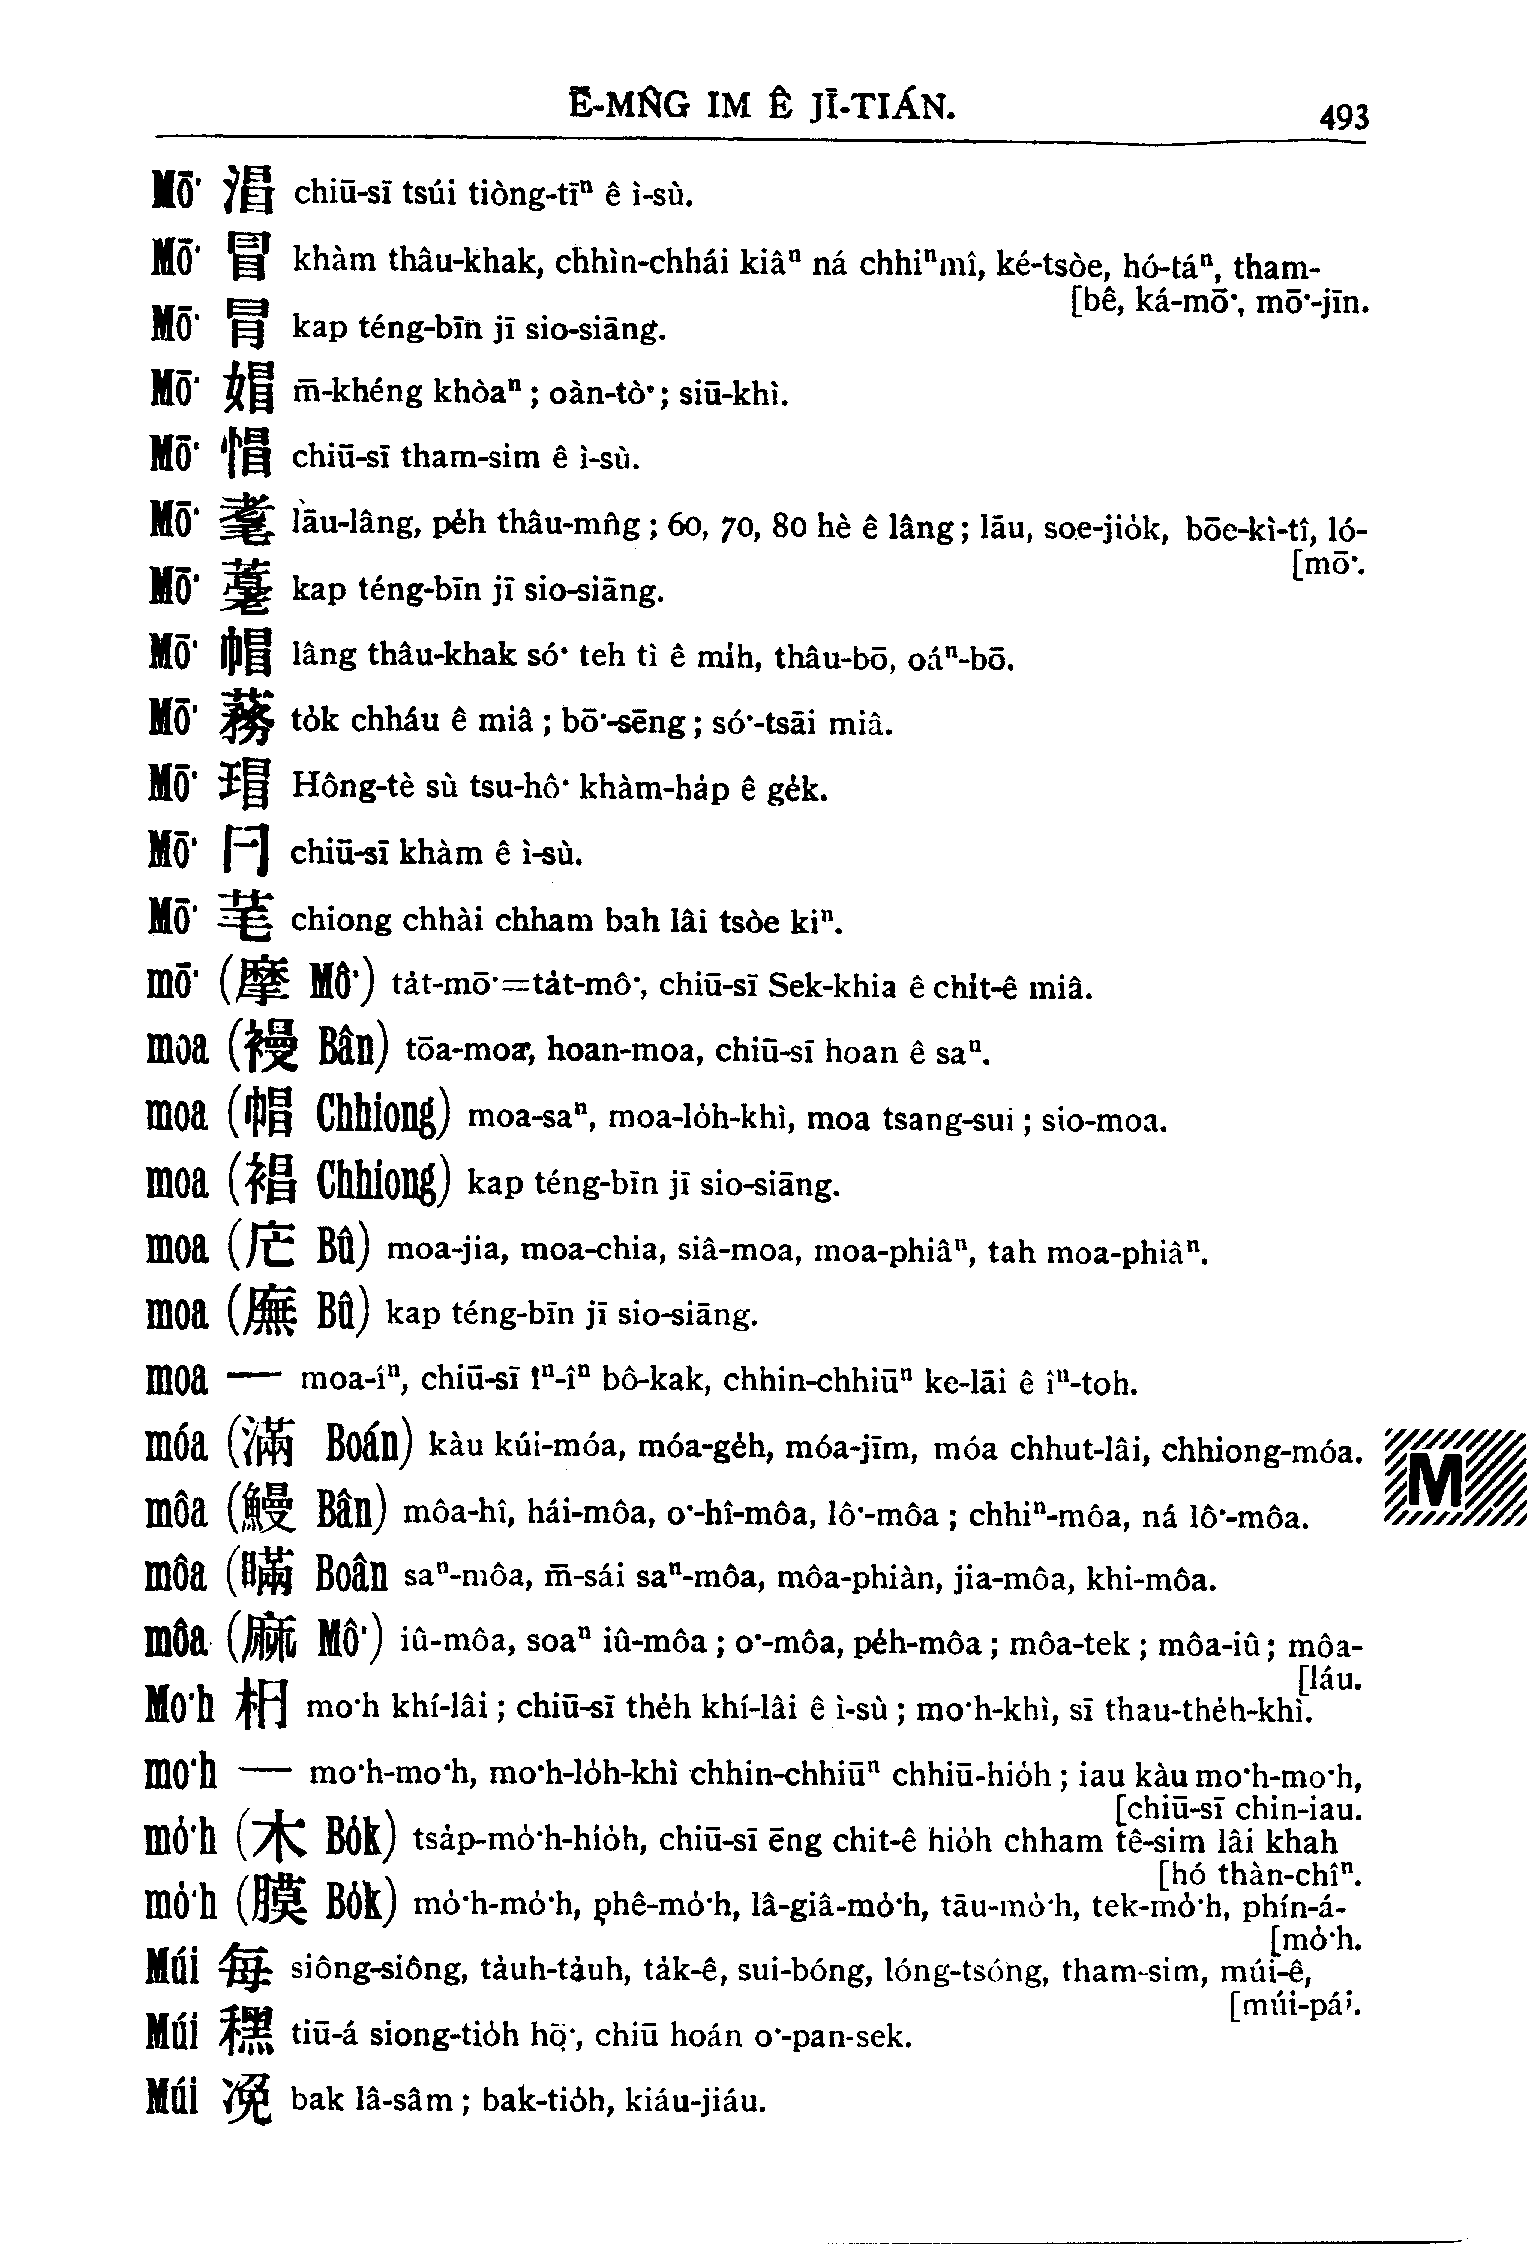 Ē-MN̂G IM Ê JĪ-TIÁN.
493
Mō͘ 㴘 chiū-sī tsúi tiòng-tīⁿ ê ì-sù.
Mō͘ 冒 khàm thâu-khak, chhìn-chhái kiâⁿ ná chhiⁿmî, ké-tsòe, hó-táⁿ, tham-
[bê, ká-mō͘, mō͘-jīn.
Mō͘ kap téng-bīn jī sio-siāng.
Mō͘ 媢 m̄-khéng khòaⁿ; oàn-tò͘; siū-khì.
Mō͘ chiū-sī tham-sim ê ì-sù.
Mō͘ 耄 lāu-lâng, pe̍h thâu-mn̂g; 60, 70, 80 hè ê lâng; lāu, soe-jio̍k, bōe-kì-tî, ló-
[mō͘.
Mō͘ kap téng-bīn jī sio-siāng.
Mō͘ 帽 lâng thâu-khak só͘ teh tì ê mih, thâu-bō, oáⁿ-bō.
Mō͘ 蓩 to̍k chháu ê miâ; bō͘-sēng; só͘-tsāi miâ.
Mō͘ 瑁 Hông-tè sù tsu-hô͘ khàm-ha̍p ê ge̍k.
Mō͘ 冃 chiū-sī khàm ê ì-sù.
Mō͘ 芼 chiong chhài chham bah lâi tsòe kiⁿ.
mō͘ (摩 Mô͘) ta̍t-mō͘=ta̍t-mô͘, chiū-sī Sek-khia ê chi̍t-ê miâ.
moa (縵 Bân) tōa-moa, hoan-moa, chiū-sī hoan ê saⁿ.
moa (Chhiong) moa-saⁿ, moa-lo̍h-khì, moa tsang-sui; sio-moa.
moa (裮 Chhiong) kap téng-bīn jī sio-siāng.
moa (庑 Bû) moa-jia, moa-chia, siâ-moa, moa-phiâⁿ, tah moa-phiâⁿ.
moa (廡 Bû) kap téng-bīn jī sio-siāng.
moa — moa-íⁿ, chiū-sī îⁿ-îⁿ bô-kak, chhin-chhiūⁿ ke-lāi ê îⁿ-toh.
móa (滿 Boán) kàu kúi-móa, móa-ge̍h, móa-jīm, móa chhut-lâi, chhiong-móa.
môa (鰻 Bân) môa-hî, hái-môa, o͘-hî-môa, lô͘-môa; chhiⁿ-môa, ná lô͘-môa.
môa (瞞 Boân saⁿ-môa, m̄-sái saⁿ-môa, môa-phiàn, jia-môa, khi-môa.
môa (麻 Mô͘) iû-môa, soaⁿ iû-môa; o͘-môa, pe̍h-môa; môa-tek; môa-iû; môa-
[láu.
Mo͘h 枏 mo͘h khí-lâi; chiū-sī the̍h khí-lâi ê ì-sù; mo͘h-khì, sī thau-the̍h-khì.
mo͘h — mo͘h-mo͘h, mo͘h-lo̍h-khì chhin-chhiūⁿ chhiū-hio̍h; iau kàu mo͘h-mo͘h,
[chiū-sī chin-iau.
mo̍͘h (木 Bo̍k) tsa̍p-mo̍͘h-hio̍h, chiū-sī ēng chit-ê hio̍h chham tê-sim lâi khah
[hó thàn-chîⁿ.
mo̍͘h (膜 Bo̍k) mo̍͘h-mo̍͘h, phê-mo̍͘h, lâ-giâ-mo̍͘h, tāu-mo̍͘h, tek-mo̍͘h, phín-á-
[mo̍͘h.
Múi 每 siông-siông, ta̍uh-ta̍uh, ta̍k-ê, sui-bóng, lóng-tsóng, tham-sim, múi-ê,
[múi-pái.
Múi tiū-á siong-tio̍h hō͘, chiū hoán o͘-pan-sek.
Múi 凂 bak lâ-sâm; bak-tio̍h, kiáu-jiáu.
M